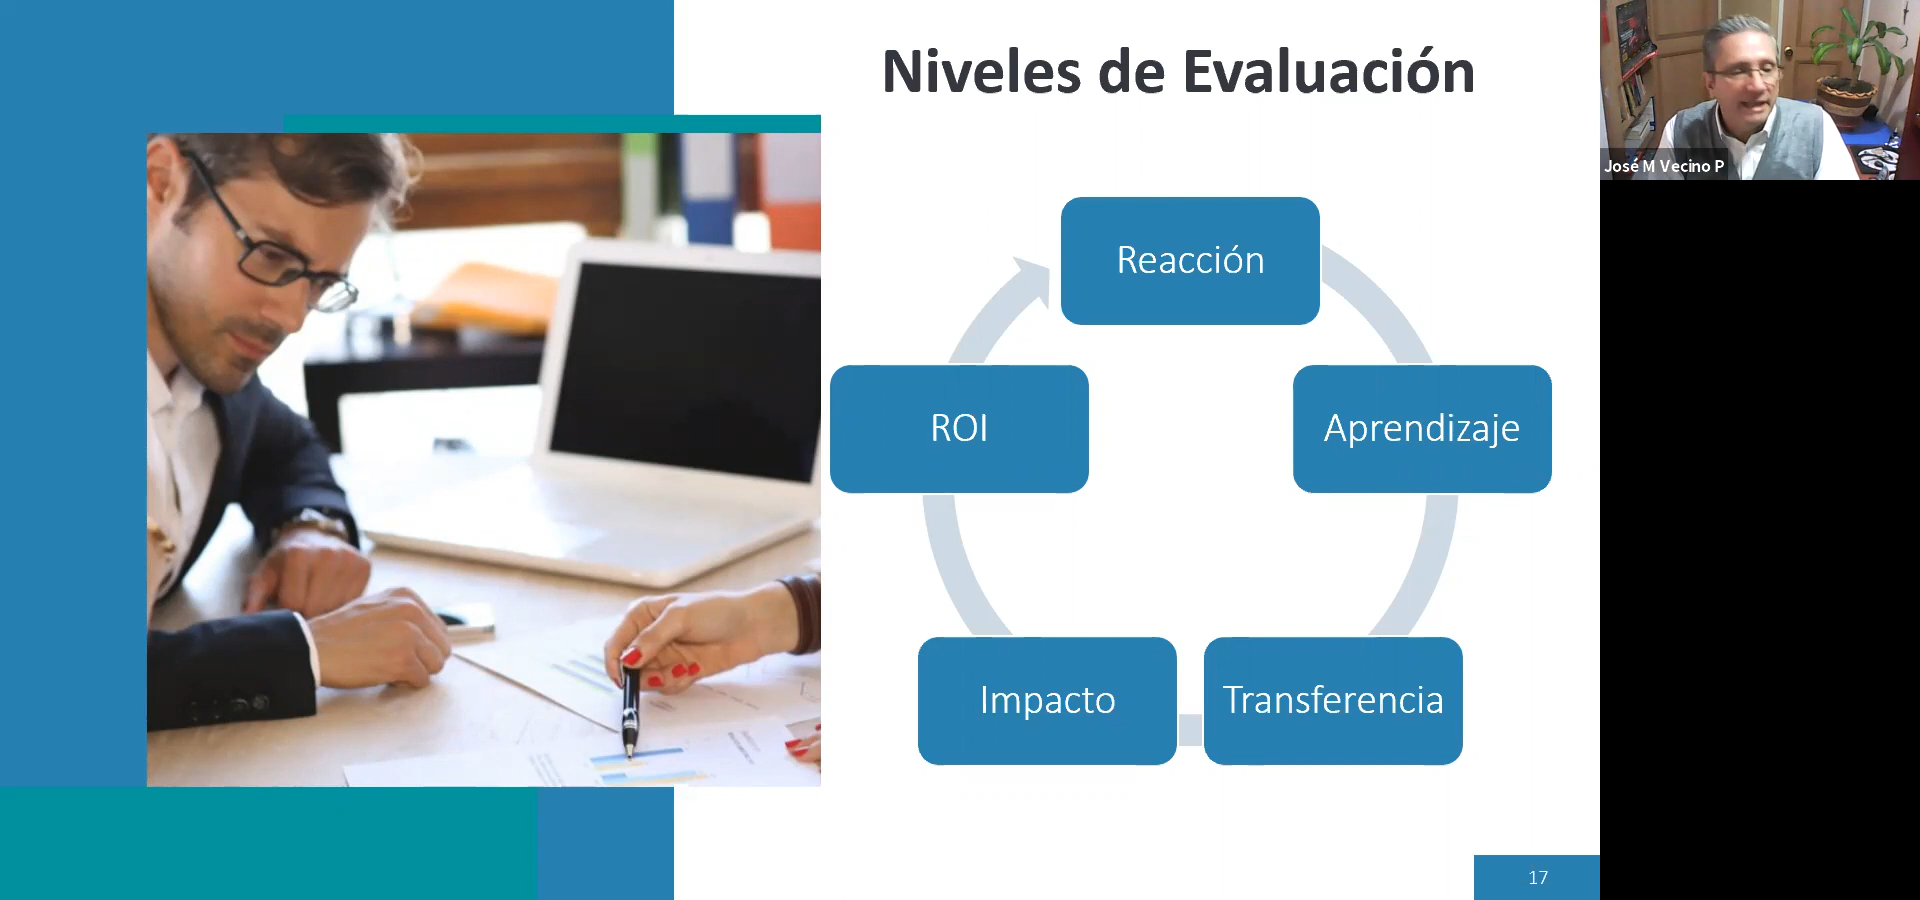 Niveles de Evaluación
José M Vecino P
Reacción
ROI
Aprendizaje
Impacto
Transferencia
17